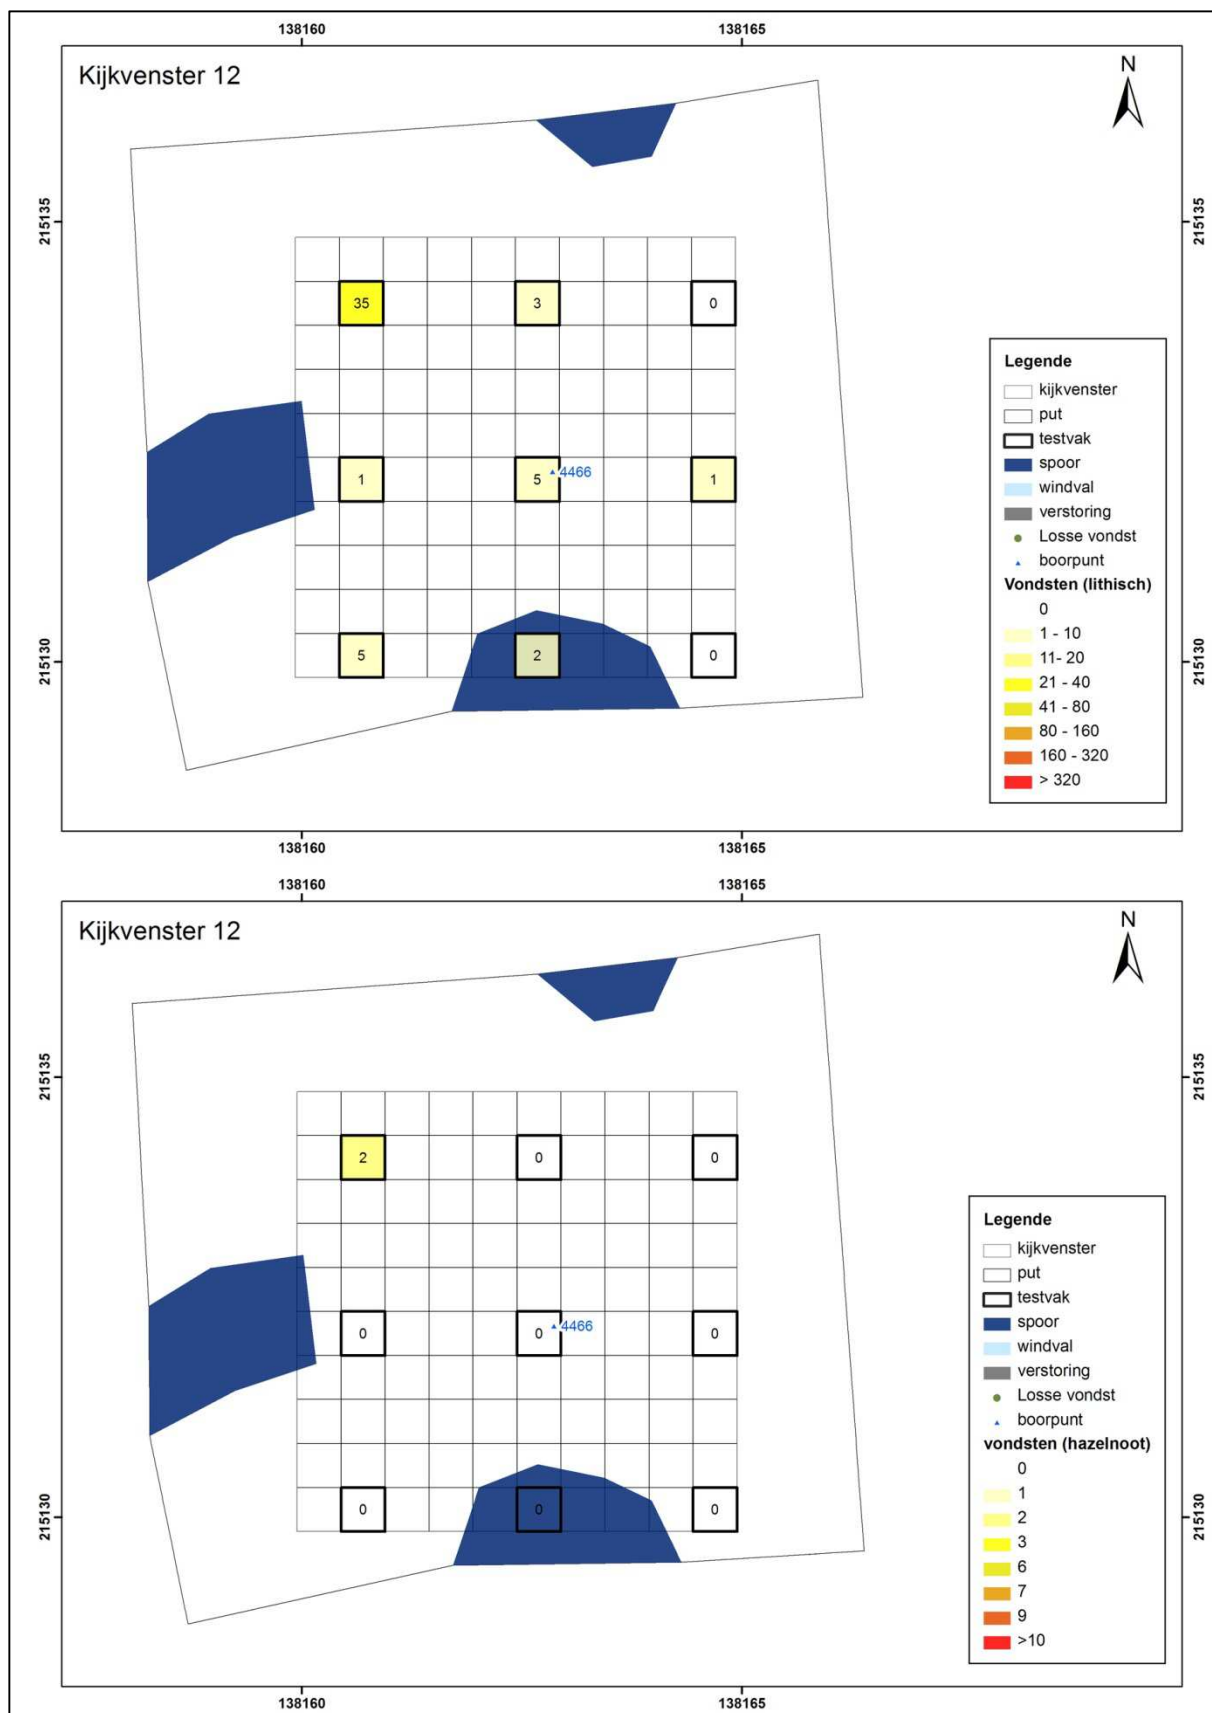 138160 138165
Kijkvenster 12
N
215135 215135
35 3 0
Legende
kijkvenster
put
testvak
spoor
windval
verstoring
Losse vondst
boorpunt
Vondsten (lithisch)
0
1 - 10
11- 20
21 - 40
41 - 80
80 - 160
160 - 320
> 320
1 5 4466 1
215130 215130
5 2 0
138160 138165
138160 138165
Kijkvenster 12
N
215135 215135
2 0 0
Legende
kijkvenster
put
testvak
spoor
windval
verstoring
Losse vondst
boorpunt
vondsten (hazelnoot)
0
1
2
3
6
7
9
>10
0 0 4466 0
215130 215130
0 0 0
138160 138165